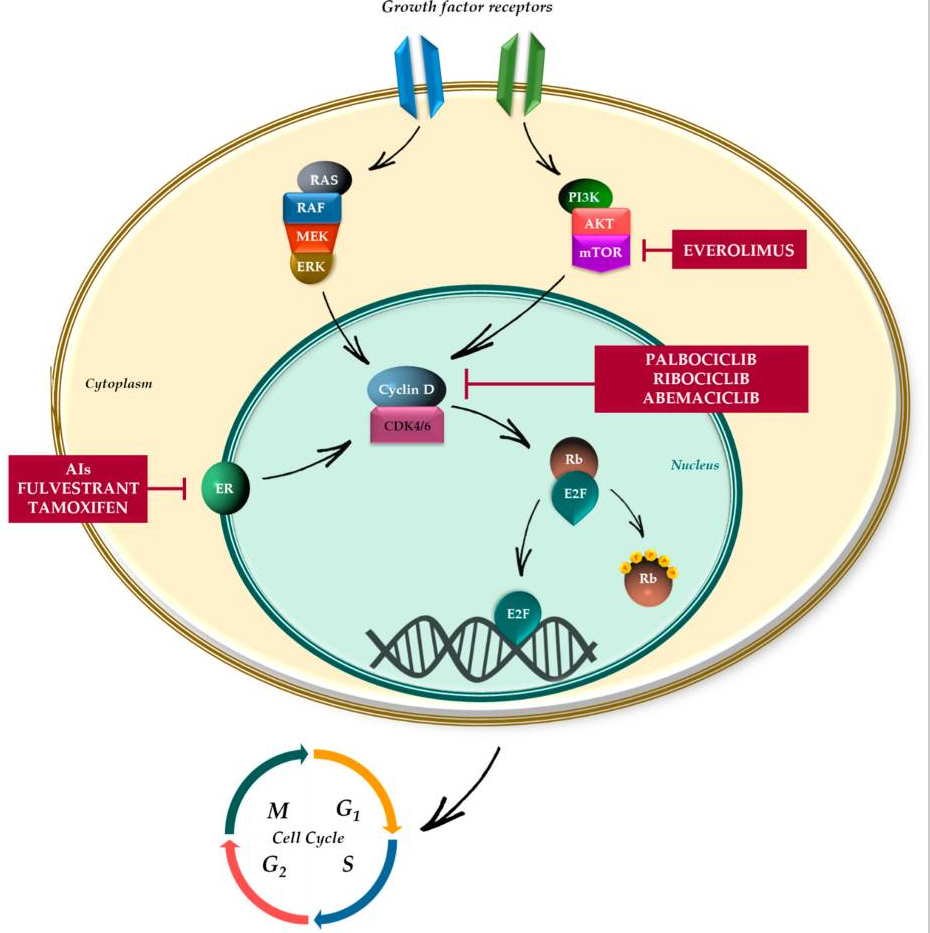 Growth factor receptors
RAS
RAF
MEK
ERK
PI3K
AKT
mTOR
EVEROLIMUS
Cytoplasm
Cyclin D
CDK4/6
PALBOCICLIB
RIBOCICLIB
ABEMACICLIB
AIs
FULVESTRANT
TAMOXIFEN
ER
Rb
E2F
Nucleus
Rb
E2F
M G1
Cell Cycle
G2 S